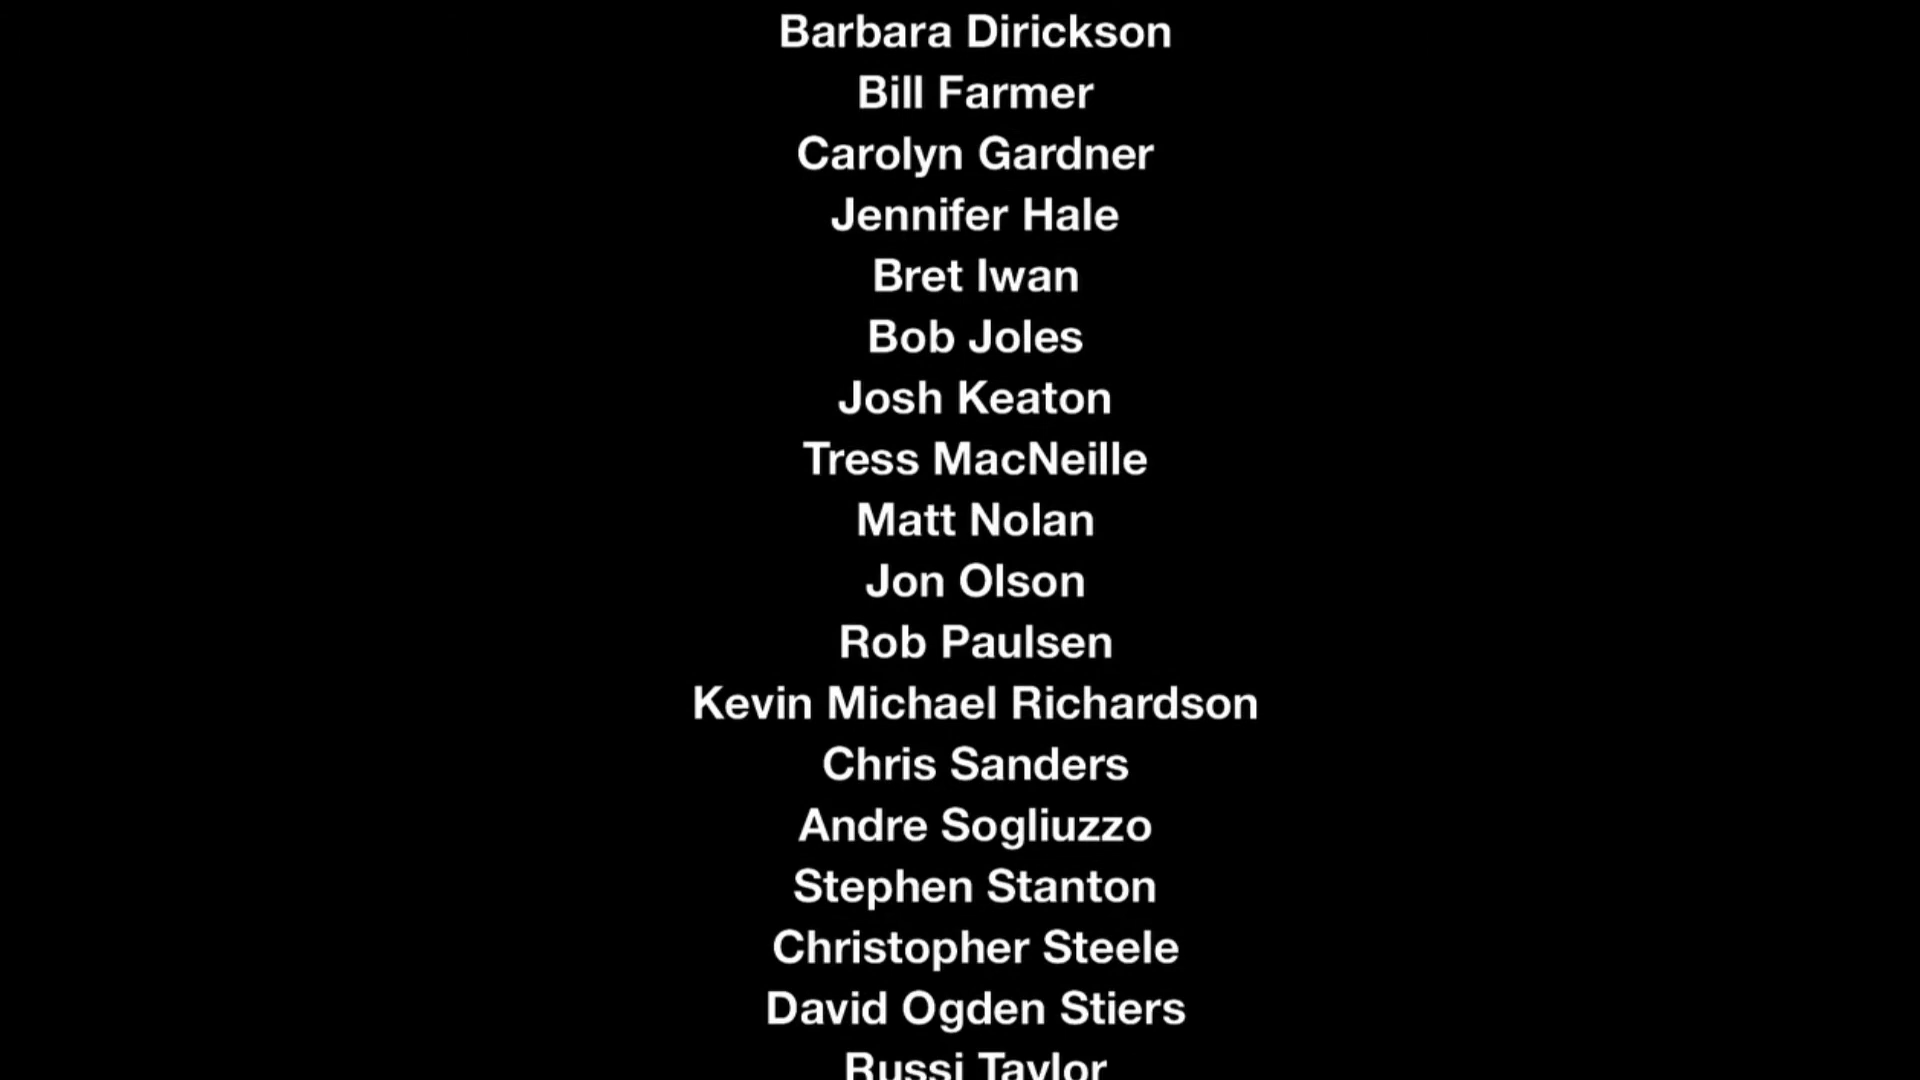 Barbara Dirickson
Bill Farmer
Carolyn Gardner
Jennifer Hale
Bret Iwan
Bob Joles
Josh Keaton
Tress MacNeille
Matt Nolan
Jon Olson
Rob Paulsen
Kevin Michael Richardson
Chris Sanders
Andre Sogliuzzo
Stephen Stanton
Christopher Steele
David Ogden Stiers
Russi Taylor